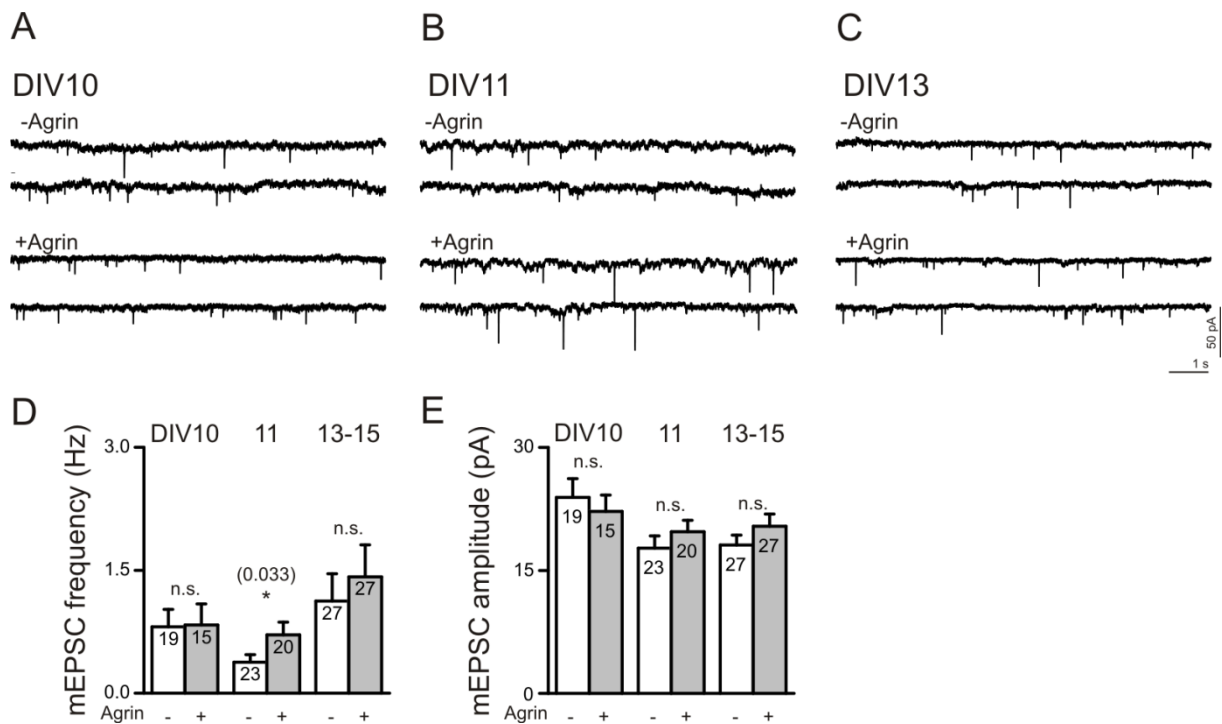 A
B
C
DIV10
DIV11
DIV13
-Agrin
-Agrin
-Agrin
+Agrin
+Agrin
+Agrin
50 pA
1 s
D
mEPSC frequency (Hz)
DIV10 11 13-15
3.0
1.5
0.0
n.s.
(0.033)
*
n.s.
19 15 23 20 27 27
Agrin - + - + - +
E
mEPSC amplitude (pA)
DIV10 11 13-15
30
15
0
n.s.
n.s.
n.s.
19 15 23 20 27 27
Agrin - + - + - +